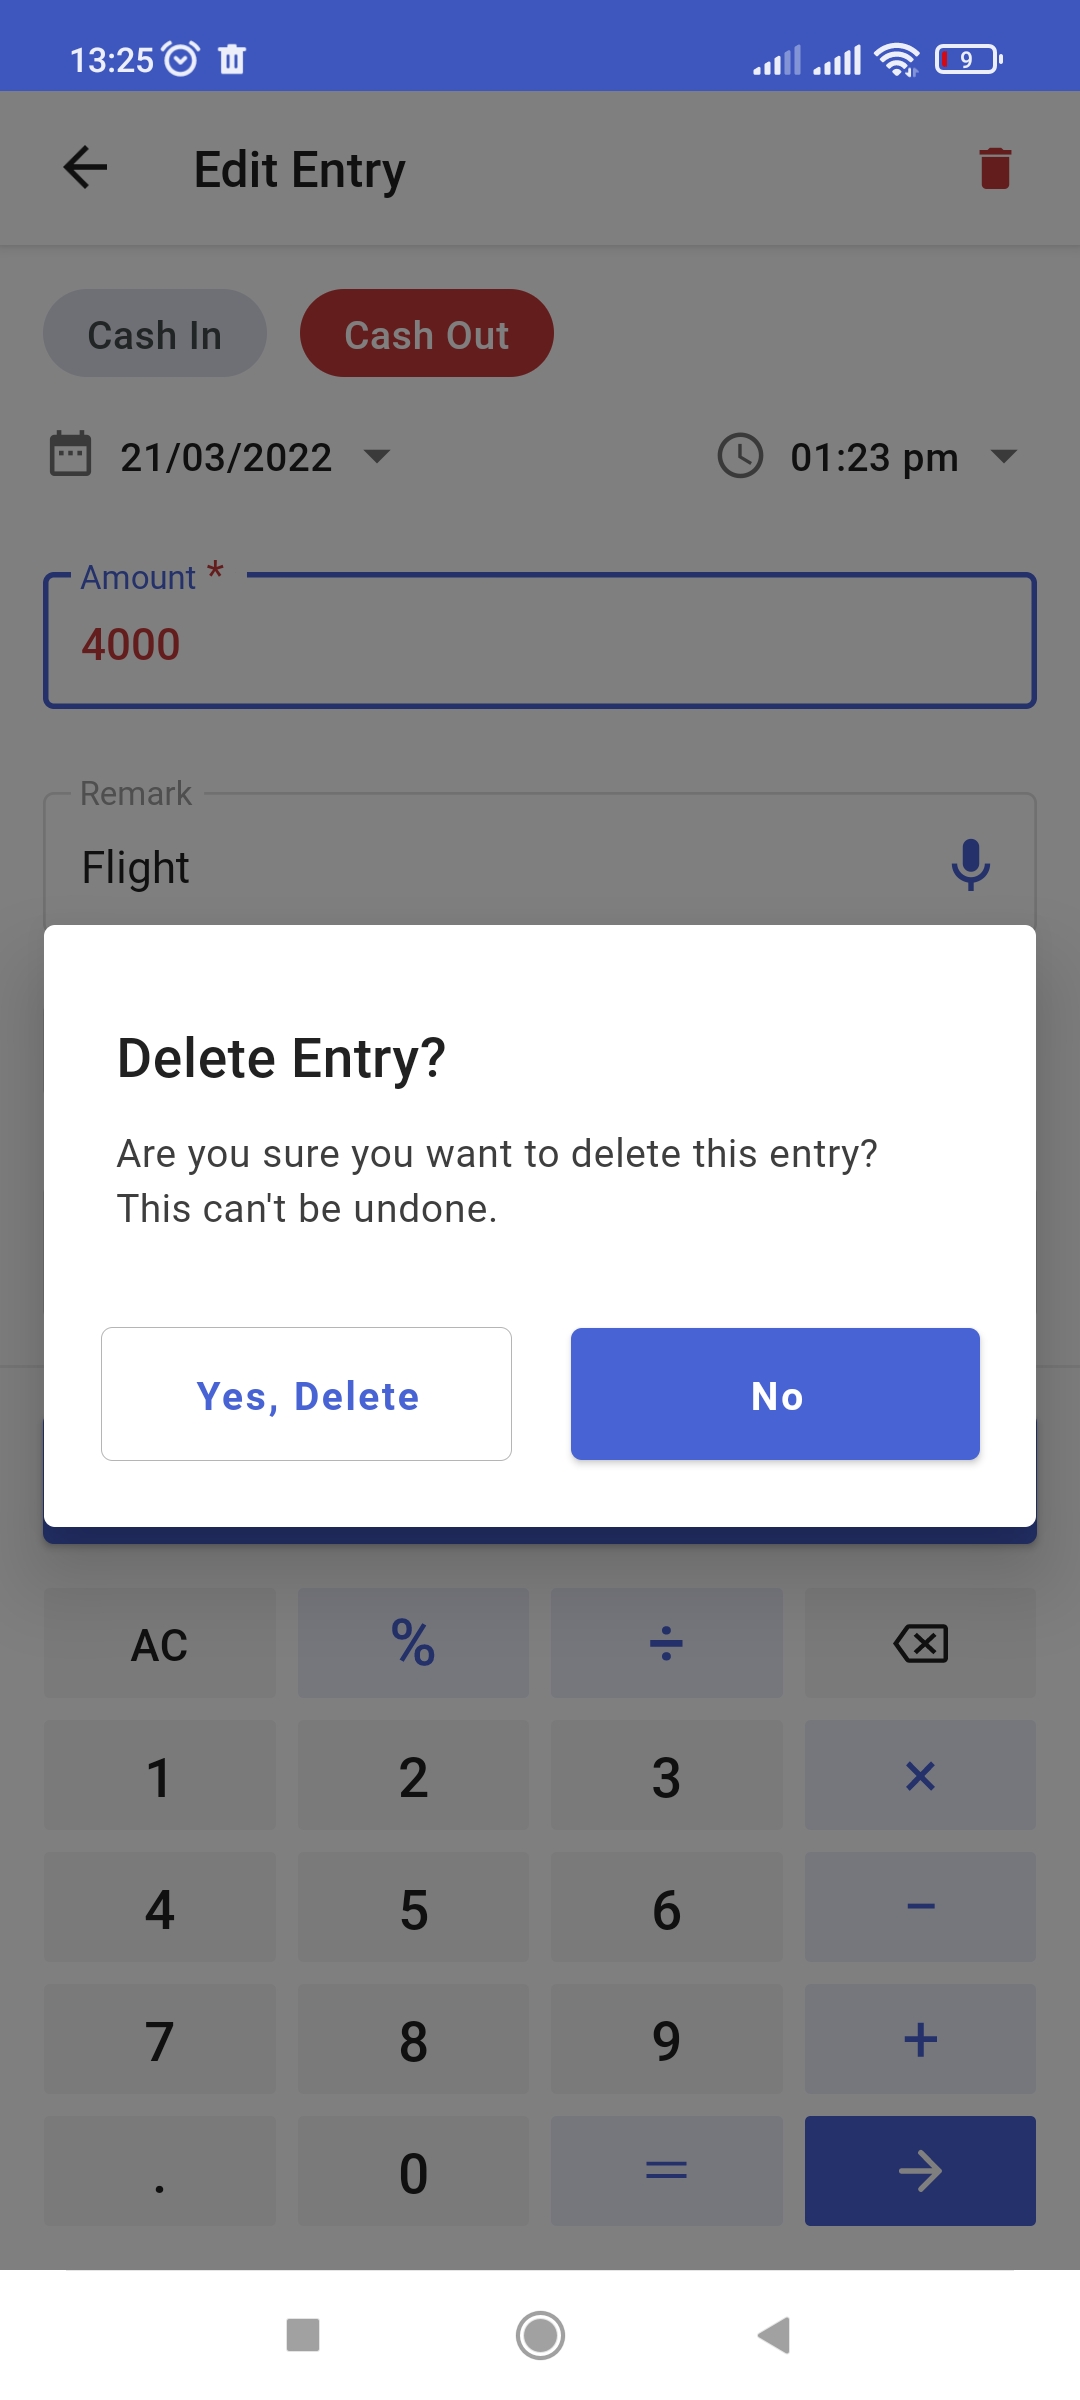 13:25
9
Edit Entry
Cash In
Cash Out
21/03/2022
01:23 pm
Amount *
4000
Remark
Flight
Delete Entry?
Are you sure you want to delete this entry?
This can't be undone.
Yes, Delete
No
AC % ÷
1 2 3 ×
4 5 6 −
7 8 9 +
. 0 =